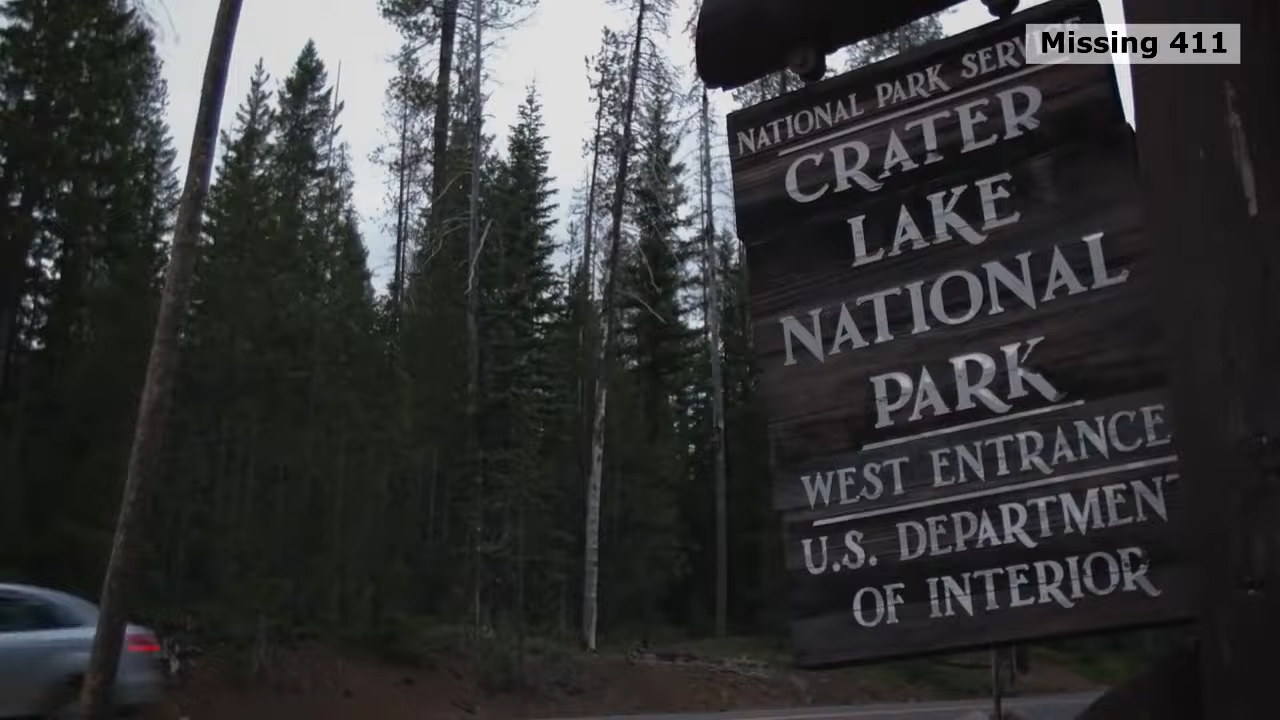 Missing 411
NATIONAL PARK SERVICE
CRATER
LAKE
NATIONAL
PARK
WEST ENTRANCE
U.S. DEPARTMENT
OF INTERIOR